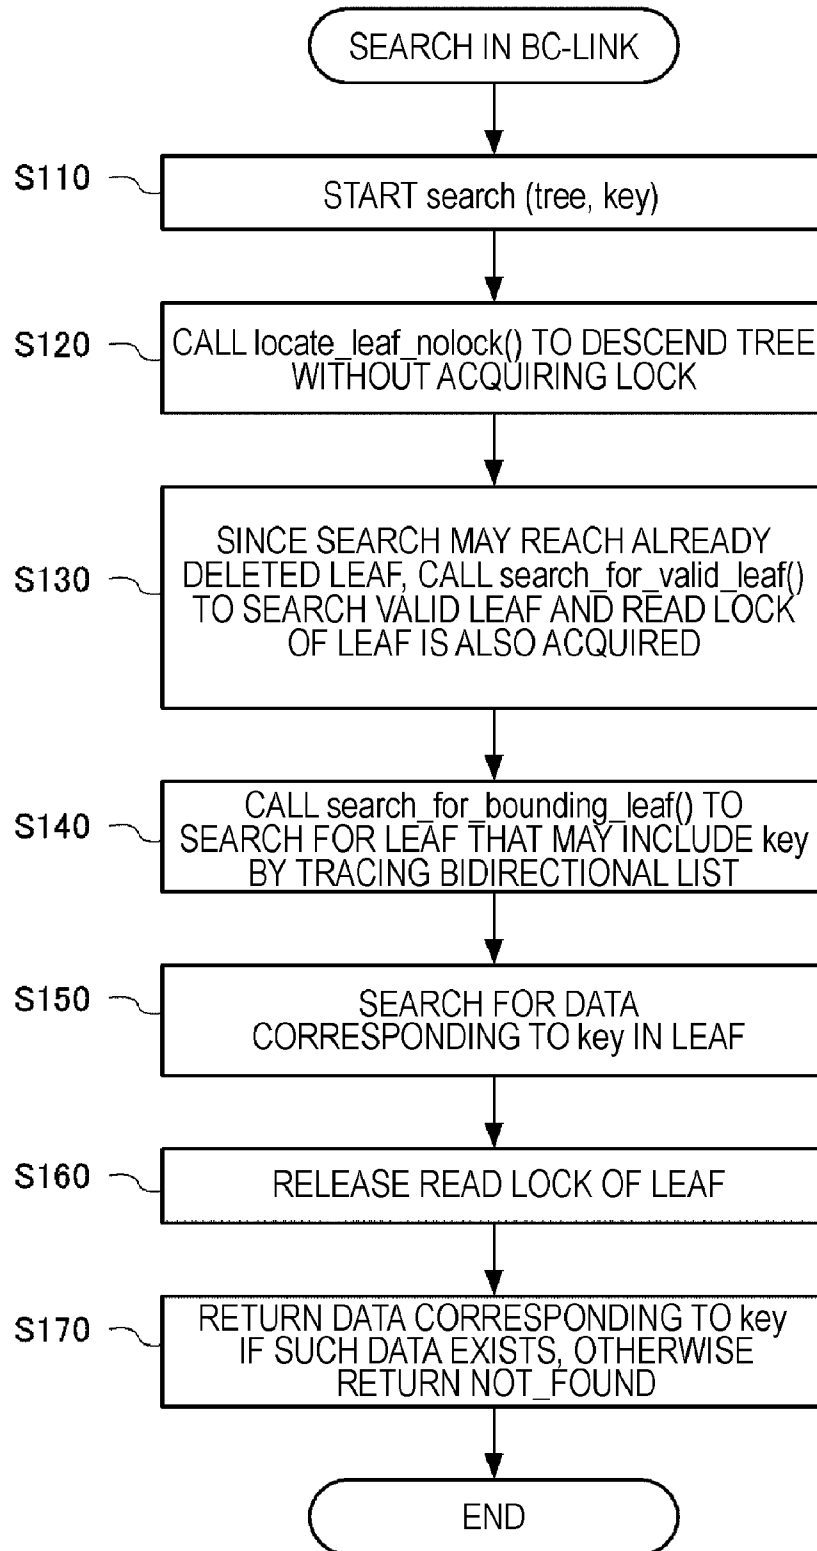 SEARCH IN BC-LINK
S110
START search (tree, key)
S120
CALL locate_leaf_nolock() TO DESCEND TREE
WITHOUT ACQUIRING LOCK
S130
SINCE SEARCH MAY REACH ALREADY
DELETED LEAF, CALL search_for_valid_leaf()
TO SEARCH VALID LEAF AND READ LOCK
OF LEAF IS ALSO ACQUIRED
S140
CALL search_for_bounding_leaf() TO
SEARCH FOR LEAF THAT MAY INCLUDE key
BY TRACING BIDIRECTIONAL LIST
S150
SEARCH FOR DATA
CORRESPONDING TO key IN LEAF
S160
RELEASE READ LOCK OF LEAF
S170
RETURN DATA CORRESPONDING TO key
IF SUCH DATA EXISTS, OTHERWISE
RETURN NOT_FOUND
END